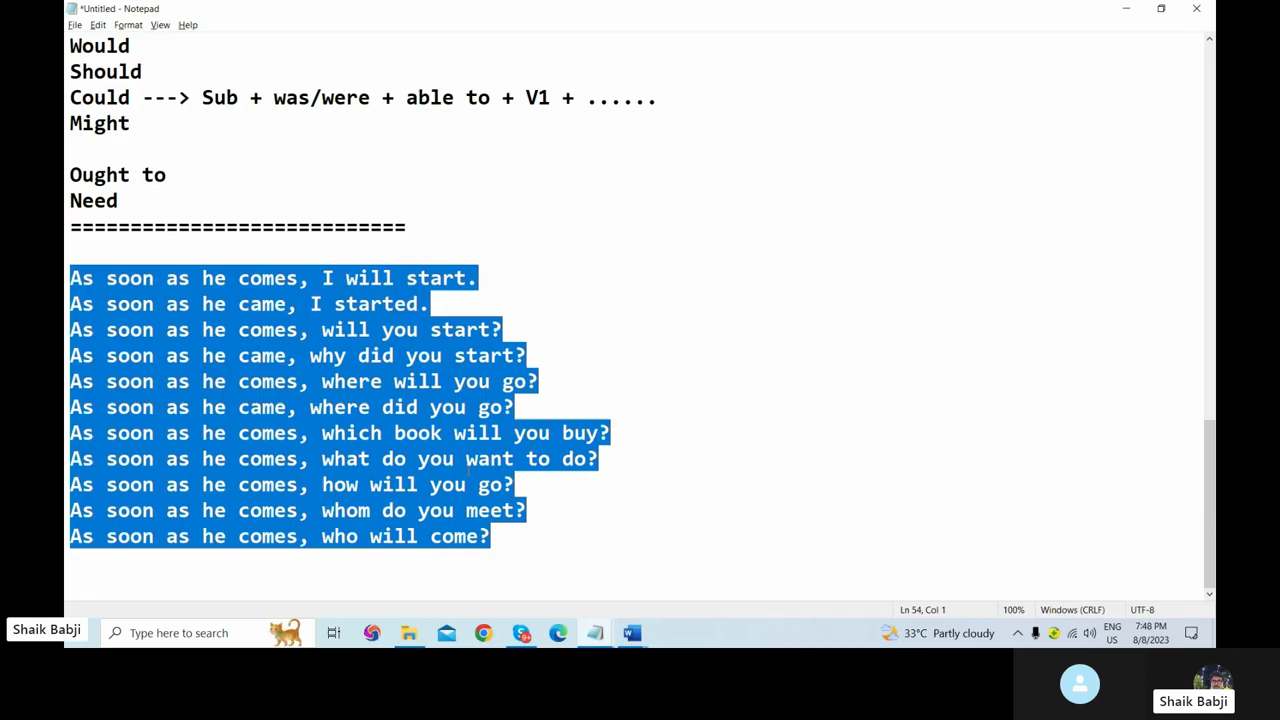 *Untitled - Notepad
File Edit Format View Help
Would
Should
Could ---> Sub + was/were + able to + V1 + ......
Might
Ought to
Need
============================
As soon as he comes, I will start.
As soon as he came, I started.
As soon as he comes, will you start?
As soon as he came, why did you start?
As soon as he comes, where will you go?
As soon as he came, where did you go?
As soon as he comes, which book will you buy?
As soon as he comes, what do you want to do?
As soon as he comes, how will you go?
As soon as he comes, whom do you meet?
As soon as he comes, who will come?
Ln 54, Col 1 100% Windows (CRLF) UTF-8
Shaik Babji
Type here to search
33°C Partly cloudy
ENG
US
7:48 PM
8/8/2023
Shaik Babji